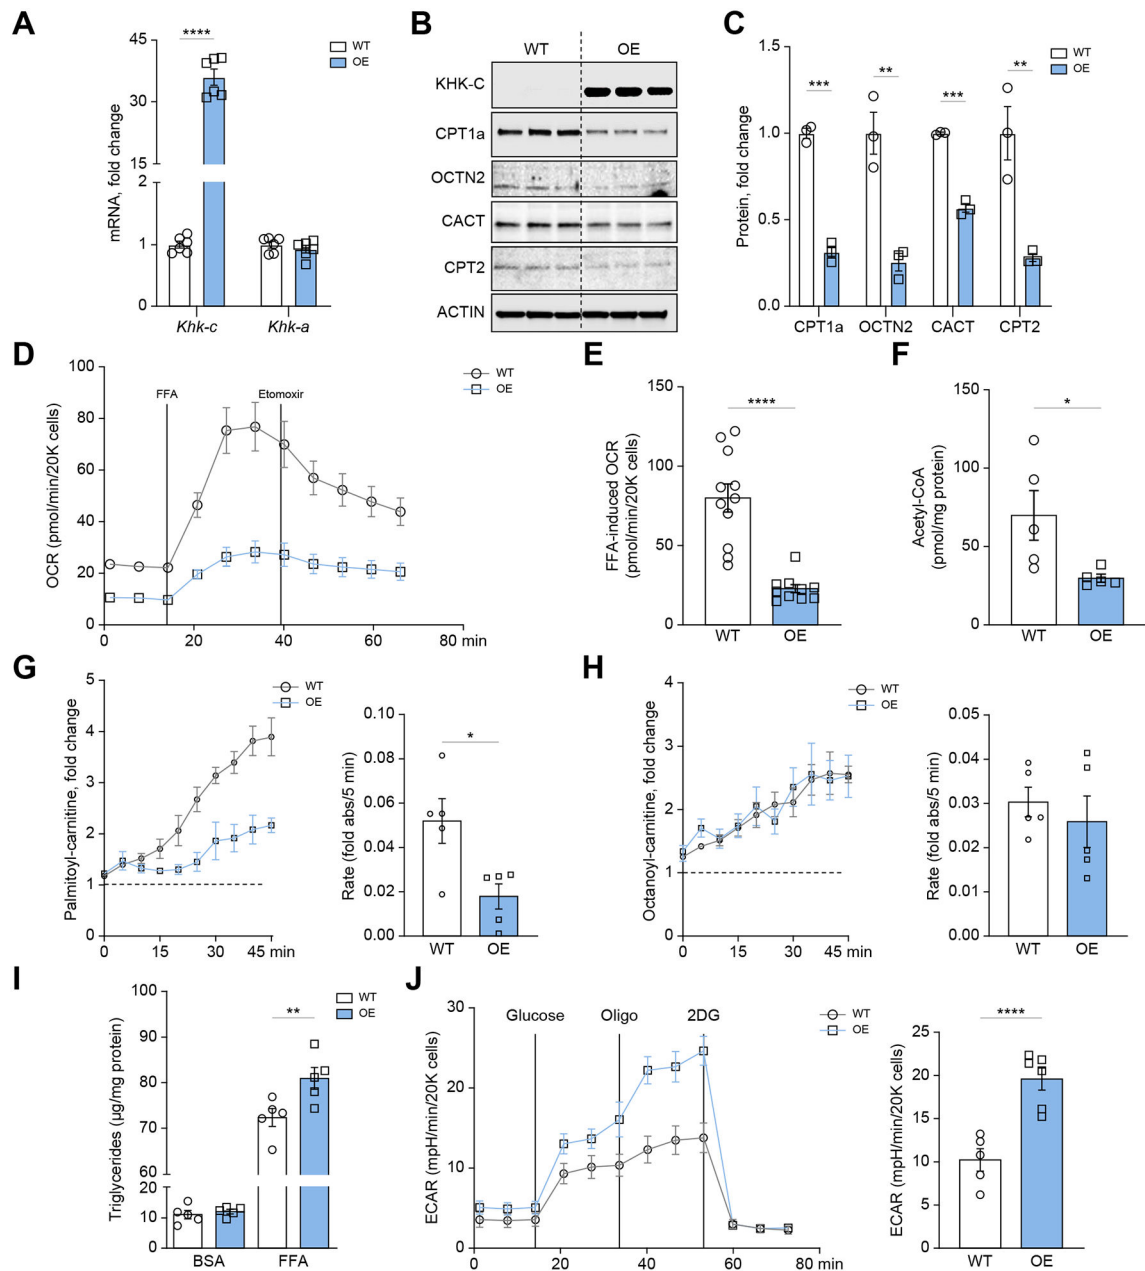 A
mRNA, fold change
45
30
15
2
1
0
****
WT
OE
Khk-c
Khk-a
B
WT
OE
KHK-C
CPT1a
OCTN2
CACT
CPT2
ACTIN
C
Protein, fold change
1.5
1.0
0.5
0.0
***
**
***
**
WT
OE
CPT1a
OCTN2
CACT
CPT2
D
OCR (pmol/min/20K cells)
100
80
60
40
20
0
FFA
Etomoxir
WT
OE
0
20
40
60
80 min
E
FFA-induced OCR
(pmol/min/20K cells)
150
100
50
0
****
WT
OE
F
Acetyl-CoA
(pmol/mg protein)
150
100
50
0
*
WT
OE
G
Palmitoyl-carnitine, fold change
5
4
3
2
1
0
WT
OE
0
15
30
45 min
Rate (fold abs/5 min)
0.10
0.06
0.04
0.02
0.00
*
WT
OE
H
Octanoyl-carnitine, fold change
4
3
2
1
0
WT
OE
0
15
30
45 min
Rate (fold abs/5 min)
0.05
0.04
0.03
0.02
0.01
0.00
WT
OE
I
Triglycerides (µg/mg protein)
100
90
80
70
60
20
10
0
**
WT
OE
BSA
FFA
J
ECAR (mpH/min/20K cells)
30
20
10
0
Glucose
Oligo
2DG
WT
OE
0
20
40
60
80 min
ECAR (mpH/min/20K cells)
25
20
15
10
5
0
****
WT
OE